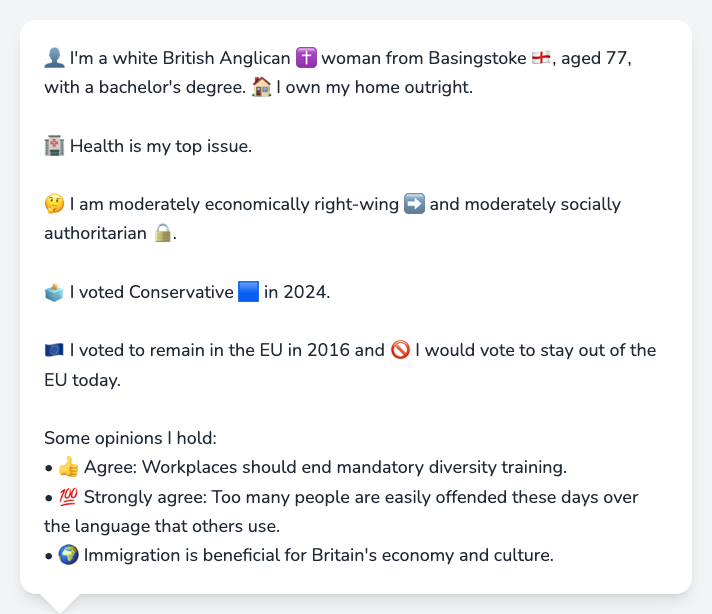 👤 I'm a white British Anglican ✝️ woman from Basingstoke 🏴󠁧󠁢󠁥󠁮󠁧󠁿, aged 77,
with a bachelor's degree. 🏠 I own my home outright.
🏥 Health is my top issue.
🤔 I am moderately economically right-wing ➡️ and moderately socially
authoritarian 🔒.
🗳️ I voted Conservative 🟦 in 2024.
🇪🇺 I voted to remain in the EU in 2016 and 🚫 I would vote to stay out of the
EU today.
Some opinions I hold:
• 👍 Agree: Workplaces should end mandatory diversity training.
• 💯 Strongly agree: Too many people are easily offended these days over
the language that others use.
• 🌍 Immigration is beneficial for Britain's economy and culture.